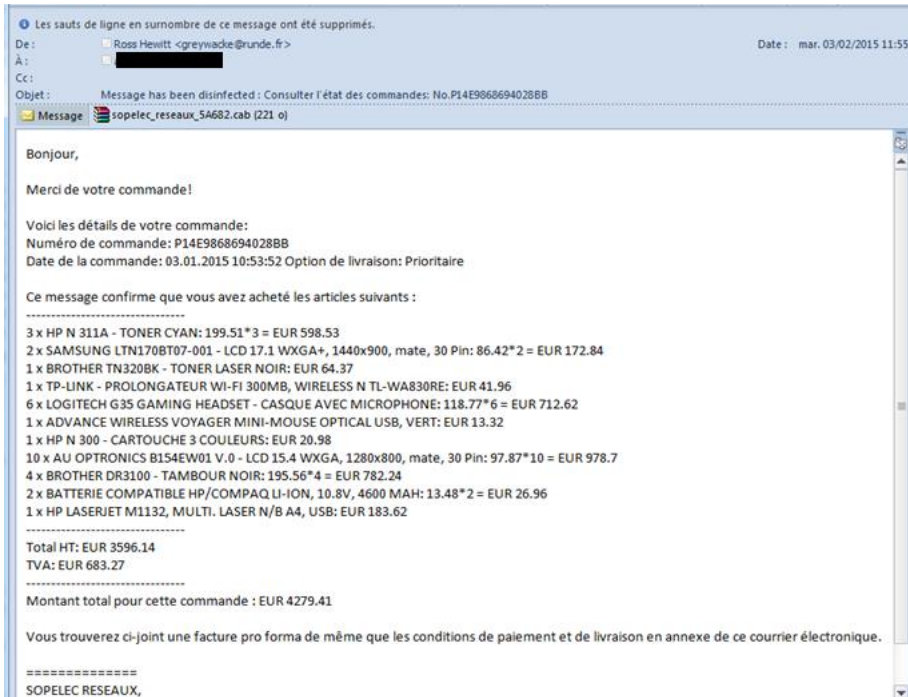 Les sauts de ligne en surnombre de ce message ont été supprimés.
De : Ross Hewitt <greywacke@runde.fr> Date : mar. 03/02/2015 11:55
À :
Cc :
Objet : Message has been disinfected : Consulter l'état des commandes: No.P14E9868694028BB
Message sopelec_reseaux_5A682.cab (221 o)
Bonjour,
Merci de votre commande!
Voici les détails de votre commande:
Numéro de commande: P14E9868694028BB
Date de la commande: 03.01.2015 10:53:52 Option de livraison: Prioritaire
Ce message confirme que vous avez acheté les articles suivants :
--------------------------------
3 x HP N 311A - TONER CYAN: 199.51*3 = EUR 598.53
2 x SAMSUNG LTN170BT07-001 - LCD 17.1 WXGA+, 1440x900, mate, 30 Pin: 86.42*2 = EUR 172.84
1 x BROTHER TN320BK - TONER LASER NOIR: EUR 64.37
1 x TP-LINK - PROLONGATEUR WI-FI 300MB, WIRELESS N TL-WA830RE: EUR 41.96
6 x LOGITECH G35 GAMING HEADSET - CASQUE AVEC MICROPHONE: 118.77*6 = EUR 712.62
1 x ADVANCE WIRELESS VOYAGER MINI-MOUSE OPTICAL USB, VERT: EUR 13.32
1 x HP N 300 - CARTOUCHE 3 COULEURS: EUR 20.98
10 x AU OPTRONICS B154EW01 V.0 - LCD 15.4 WXGA, 1280x800, mate, 30 Pin: 97.87*10 = EUR 978.7
4 x BROTHER DR3100 - TAMBOUR NOIR: 195.56*4 = EUR 782.24
2 x BATTERIE COMPATIBLE HP/COMPAQ LI-ION, 10.8V, 4600 MAH: 13.48*2 = EUR 26.96
1 x HP LASERJET M1132, MULTI. LASER N/B A4, USB: EUR 183.62
--------------------------------
Total HT: EUR 3596.14
TVA: EUR 683.27
--------------------------------
Montant total pour cette commande : EUR 4279.41
Vous trouverez ci-joint une facture pro forma de même que les conditions de paiement et de livraison en annexe de ce courrier électronique.
==============
SOPELEC RESEAUX,